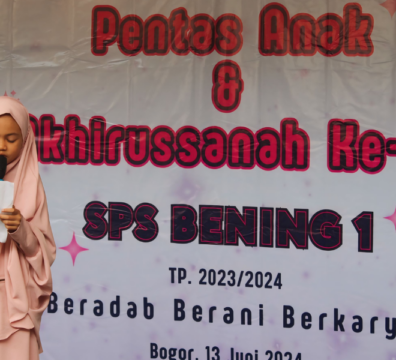 Pentas Anak
&
Akhirussanah Ke-
SPS BENING 1
TP. 2023/2024
Beradab Berani Berkary
Bogor, 13 Juni 2024